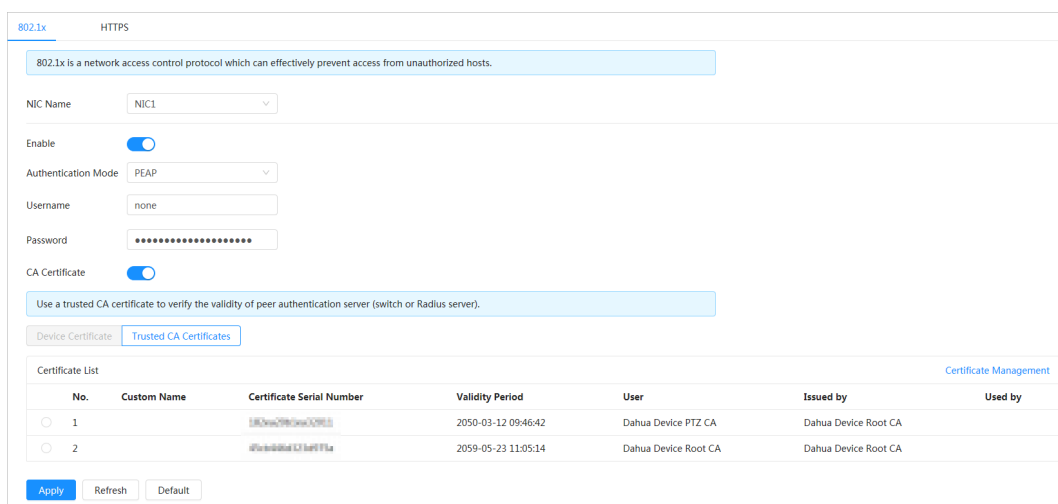 802.1x HTTPS
802.1x is a network access control protocol which can effectively prevent access from unauthorized hosts.
NIC Name NIC1
Enable
Authentication Mode PEAP
Username none
Password ••••••••••••••••••••
CA Certificate
Use a trusted CA certificate to verify the validity of peer authentication server (switch or Radius server).
Device Certificate Trusted CA Certificates
Certificate List Certificate Management
No. Custom Name Certificate Serial Number Validity Period User Issued by Used by
1 2050-03-12 09:46:42 Dahua Device PTZ CA Dahua Device Root CA
2 2059-05-23 11:05:14 Dahua Device Root CA Dahua Device Root CA
Apply Refresh Default